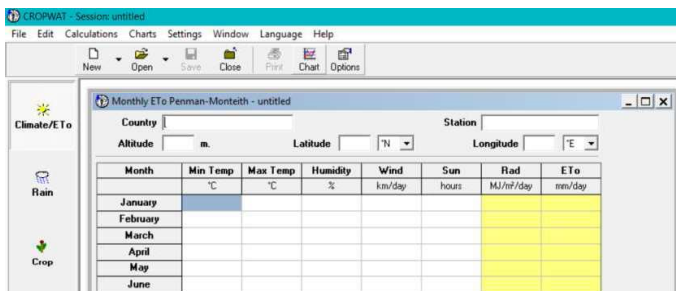 CROPWAT - Session: untitled
File Edit Calculations Charts Settings Window Language Help
New Open Save Close Print Chart Options
Monthly ETo Penman-Monteith - untitled
Country Station
Altitude m. Latitude °N Longitude °E
Month Min Temp Max Temp Humidity Wind Sun Rad ETo
°C °C % km/day hours MJ/m²/day mm/day
January
February
March
April
May
June
Climate/ETo
Rain
Crop